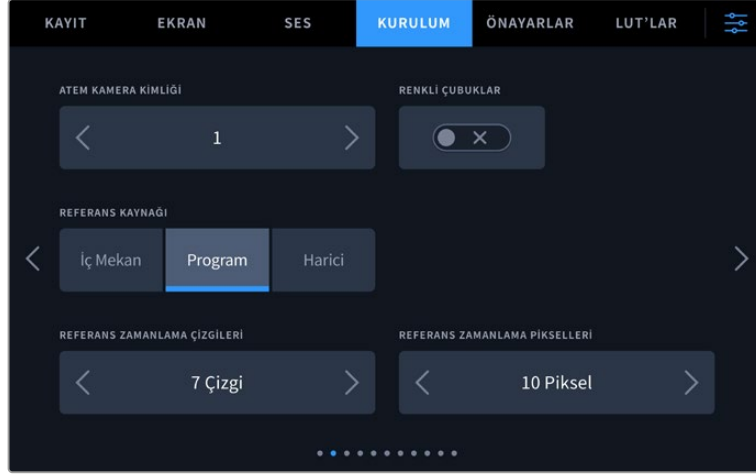 KAYIT EKRAN SES KURULUM ÖNAYARLAR LUT’LAR
ATEM KAMERA KİMLİĞİ RENKLİ ÇUBUKLAR
1
REFERANS KAYNAĞI
İç Mekan Program Harici
REFERANS ZAMANLAMA ÇİZGİLERİ REFERANS ZAMANLAMA PİKSELLERİ
7 Çizgi 10 Piksel